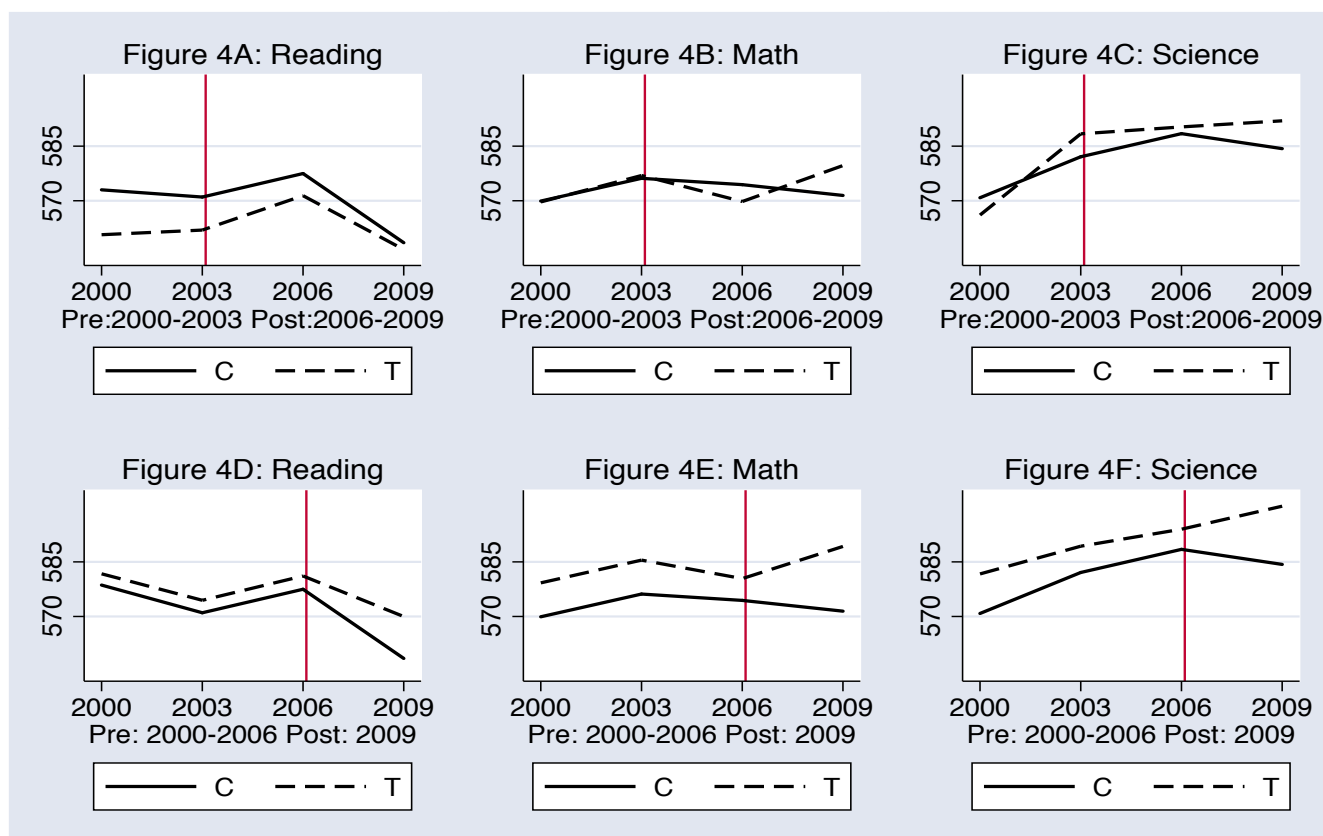 Figure 4A: Reading
585
570
2000 2003 2006 2009
Pre:2000-2003 Post:2006-2009
C T
Figure 4B: Math
585
570
2000 2003 2006 2009
Pre:2000-2003 Post:2006-2009
C T
Figure 4C: Science
585
570
2000 2003 2006 2009
Pre:2000-2003 Post:2006-2009
C T
Figure 4D: Reading
585
570
2000 2003 2006 2009
Pre: 2000-2006 Post: 2009
C T
Figure 4E: Math
585
570
2000 2003 2006 2009
Pre: 2000-2006 Post: 2009
C T
Figure 4F: Science
585
570
2000 2003 2006 2009
Pre: 2000-2006 Post: 2009
C T